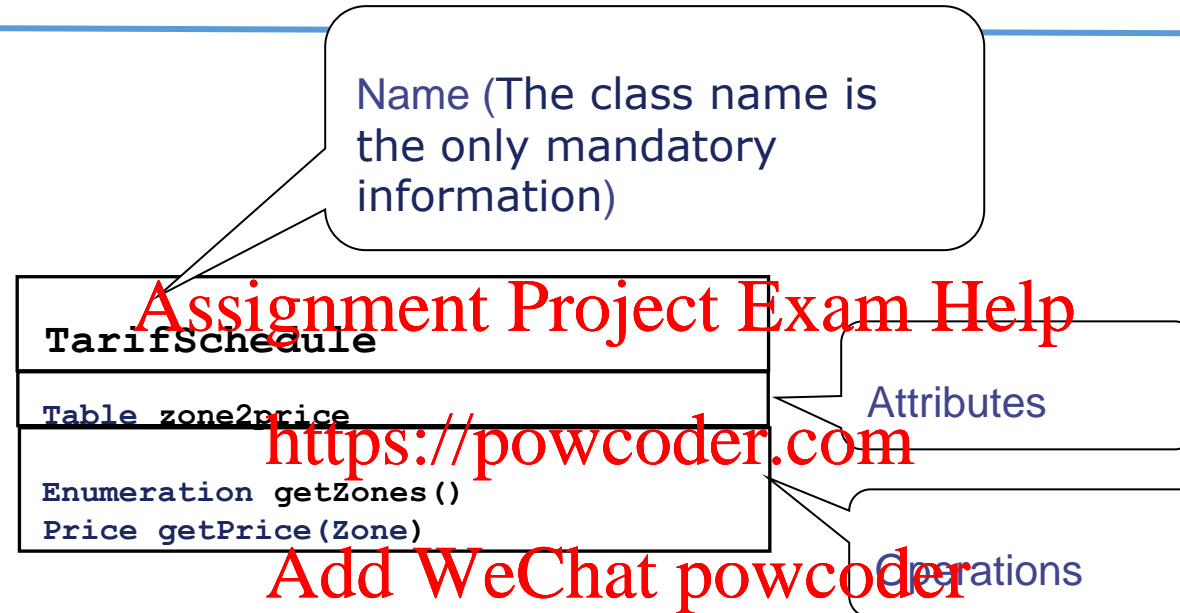 Name (The class name is
the only mandatory
information)
Assignment Project Exam Help
TarifSchedule
Table zone2price
Attributes
https://powcoder.com
Enumeration getZones()
Price getPrice(Zone)
Add WeChat powcoder
Operations